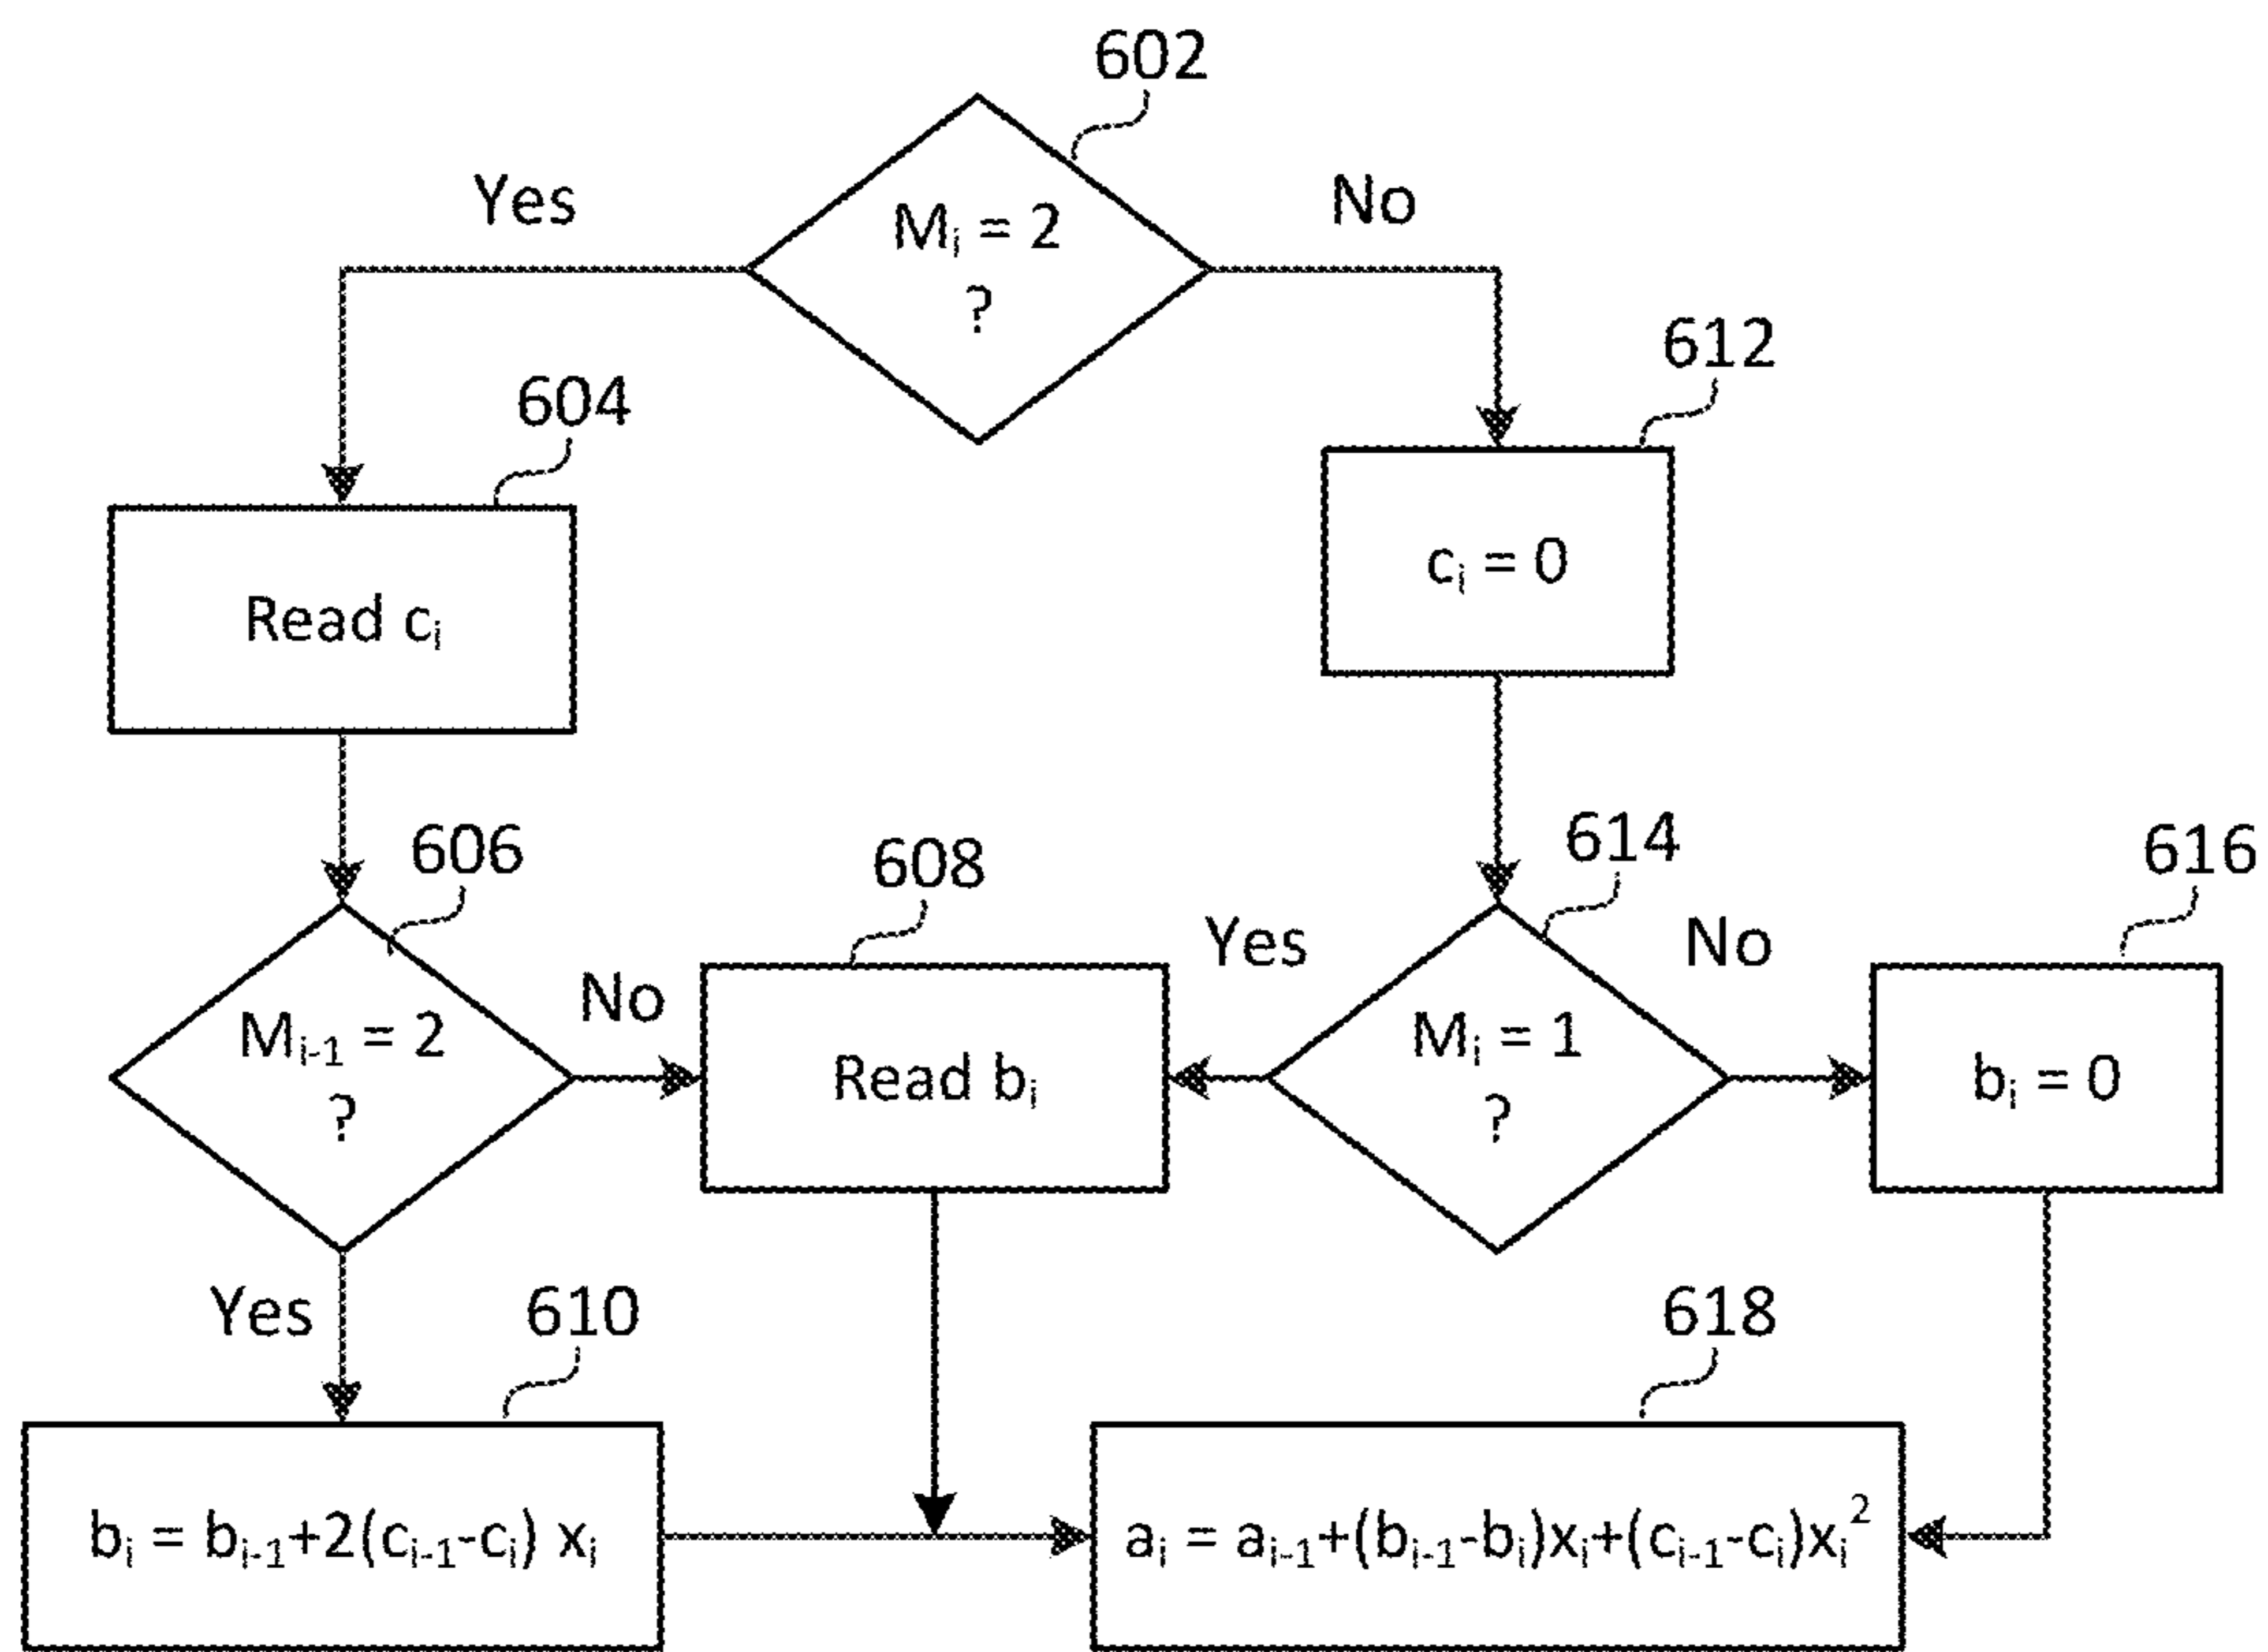 602
Yes
No
Mᵢ = 2
?
612
604
cᵢ = 0
Read cᵢ
606
608
614
616
Yes
No
No
Mᵢ₋₁ = 2
?
Read bᵢ
Mᵢ = 1
?
bᵢ = 0
Yes
610
618
bᵢ = bᵢ₋₁+2(cᵢ₋₁-cᵢ) xᵢ
aᵢ = aᵢ₋₁+(bᵢ₋₁-bᵢ)xᵢ+(cᵢ₋₁-cᵢ)xᵢ²